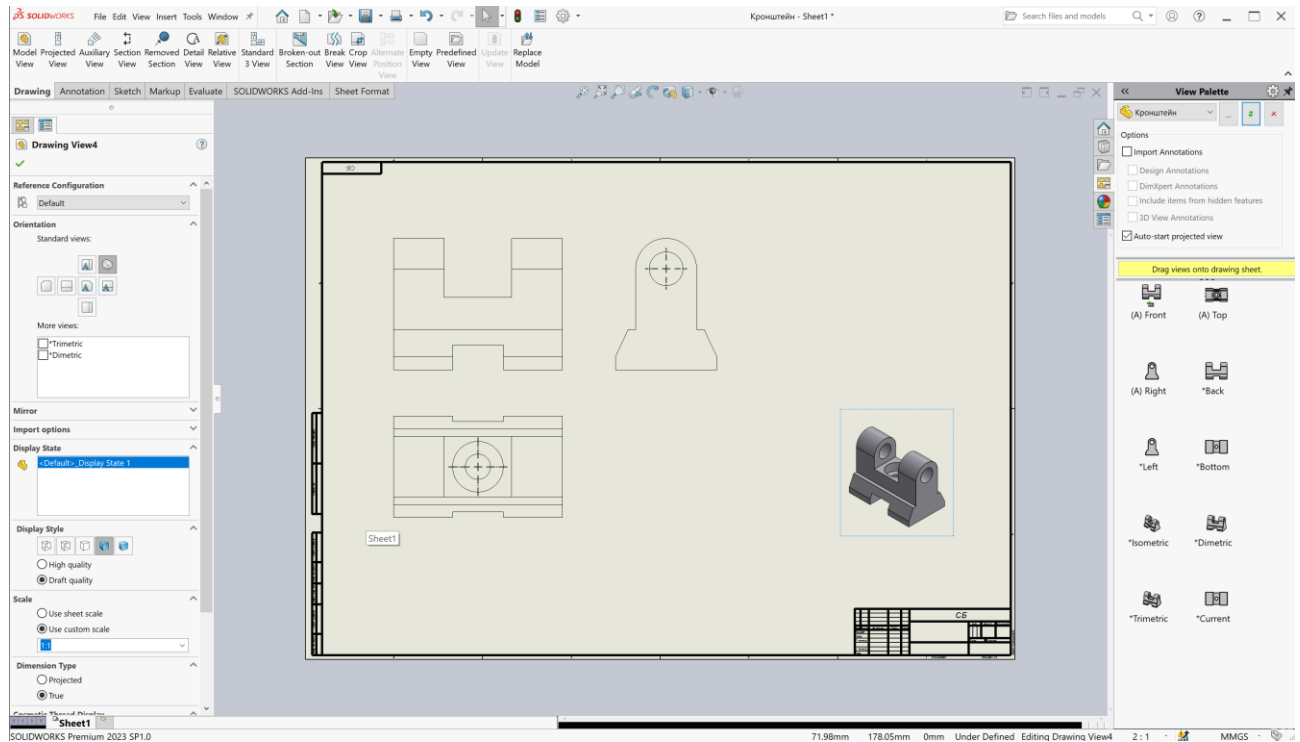 SOLIDWORKS File Edit View Insert Tools Window
Кронштейн - Sheet1 *
Search files and models
Model View
Projected View
Auxiliary View
Section View
Removed Section
Detail View
Relative View
Standard 3 View
Broken-out Section
Break View
Crop View
Alternate Position View
Empty View
Predefined View
Update View
Replace Model
Drawing Annotation Sketch Markup Evaluate SOLIDWORKS Add-Ins Sheet Format
Drawing View4
Reference Configuration
Default
Orientation
Standard views:
More views:
*Trimetric
*Dimetric
Mirror
Import options
Display State
<Default>_Display State 1
Display Style
High quality
Draft quality
Scale
Use sheet scale
Use custom scale
1:1
Dimension Type
Projected
True
Cosmetic Thread Display
СБ
Sheet1
СБ
View Palette
Кронштейн
Options
Import Annotations
Design Annotations
DimXpert Annotations
Include items from hidden features
3D View Annotations
Auto-start projected view
Drag views onto drawing sheet.
(A) Front (A) Top
(A) Right *Back
*Left *Bottom
*Isometric *Dimetric
*Trimetric *Current
Sheet1
SOLIDWORKS Premium 2023 SP1.0
71.98mm 178.05mm 0mm Under Defined Editing Drawing View4 2 : 1 MMGS